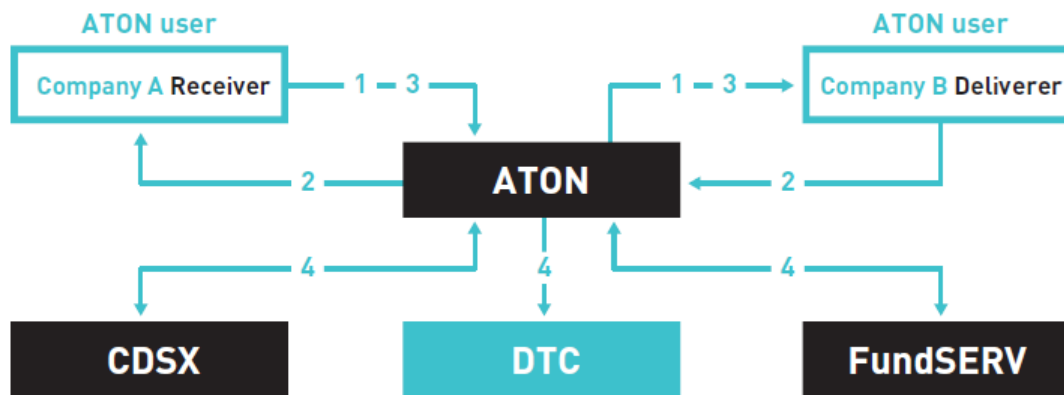 ATON user
ATON user
Company A Receiver
1 – 3
1 – 3
Company B Deliverer
2
ATON
2
4
4
4
CDSX
DTC
FundSERV